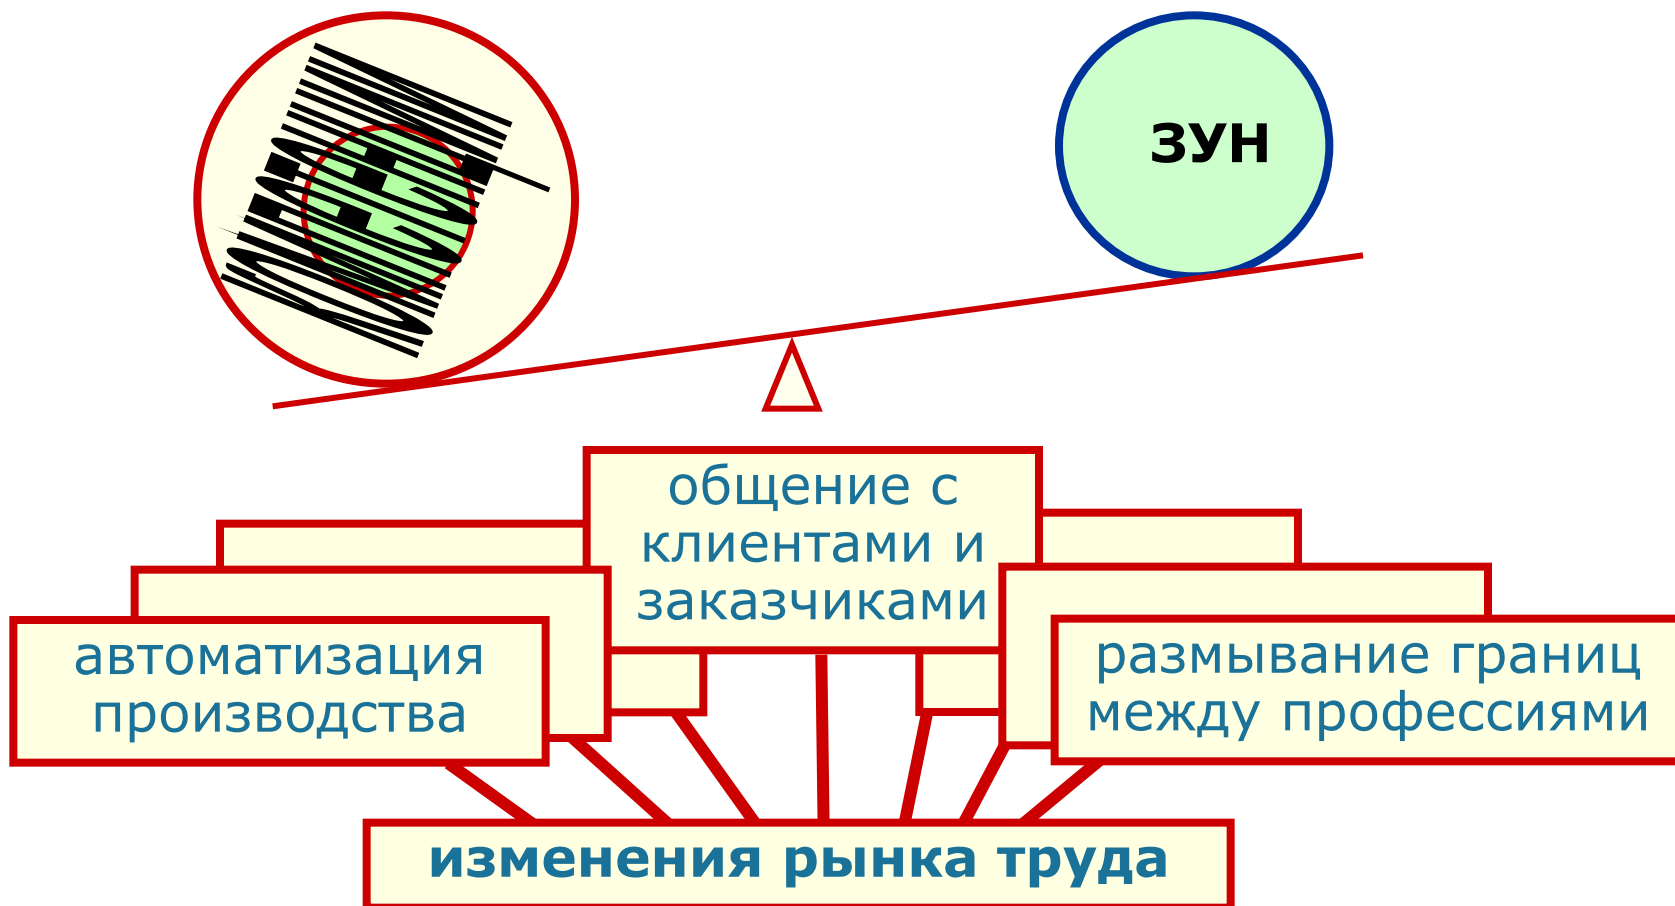 ЗУН
общение с
клиентами и
заказчиками
автоматизация
производства
размывание границ
между профессиями
изменения рынка труда